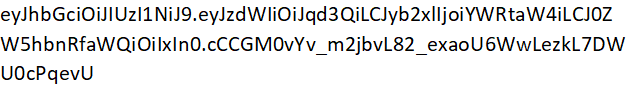 eyJhbGciOiJIUzI1NiJ9.eyJzdWIiOiJqd3QiLCJyb2xlIjoiYWRtaW4iLCJ0Z
W5hbnRfaWQiOiIxIn0.cCCGM0vYv_m2jbvL82_exaoU6WwLezkL7DW
U0cPqevU